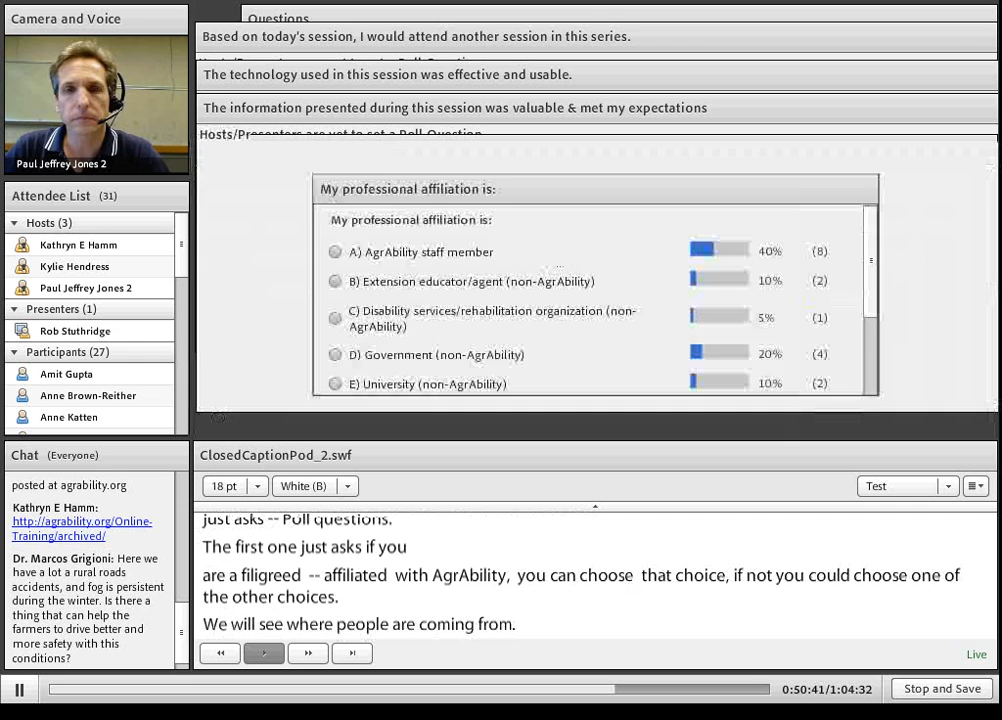 Camera and Voice
Paul Jeffrey Jones 2
Attendee List (31)
Hosts (3)
Kathryn E Hamm
Kylie Hendress
Paul Jeffrey Jones 2
Presenters (1)
Rob Stuthridge
Participants (27)
Amit Gupta
Anne Brown-Reither
Anne Katten
Chat (Everyone)
posted at agrability.org
Kathryn E Hamm:
http://agrability.org/Online-
Training/archived/
Dr. Marcos Grigioni: Here we
have a lot a rural roads
accidents, and fog is persistent
during the winter. Is there a
thing that can help the
farmers to drive better and
more safety with this
conditions?
Questions
Based on today's session, I would attend another session in this series.
The technology used in this session was effective and usable.
The information presented during this session was valuable & met my expectations
Hosts/Presenters are yet to set a Poll Question
My professional affiliation is:
My professional affiliation is:
A) AgrAbility staff member 40% (8)
B) Extension educator/agent (non-AgrAbility) 10% (2)
C) Disability services/rehabilitation organization (non-
AgrAbility) 5% (1)
D) Government (non-AgrAbility) 20% (4)
E) University (non-AgrAbility) 10% (2)
ClosedCaptionPod_2.swf
18 pt White (B) Test
just asks -- Poll questions.
The first one just asks if you
are a filigreed -- affiliated with AgrAbility, you can choose that choice, if not you could choose one of
the other choices.
We will see where people are coming from.
Live
0:50:41/1:04:32 Stop and Save